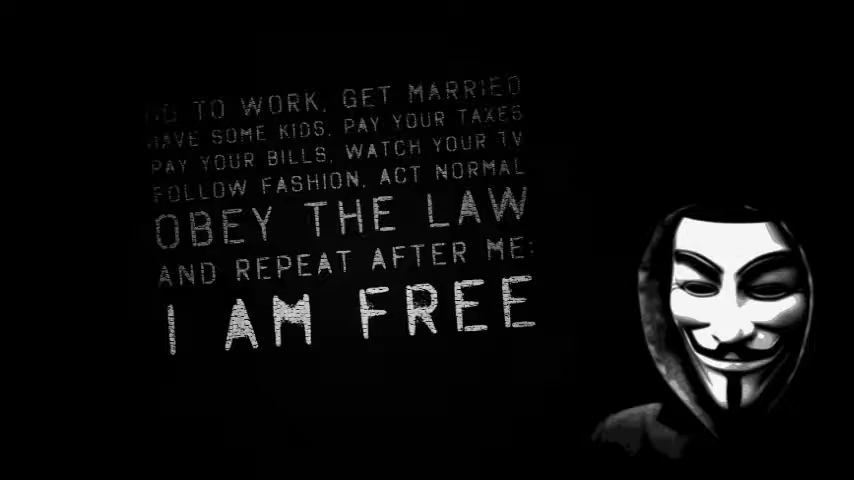 GO TO WORK, GET MARRIED
HAVE SOME KIDS, PAY YOUR TAXES
PAY YOUR BILLS, WATCH YOUR TV
FOLLOW FASHION, ACT NORMAL
OBEY THE LAW
AND REPEAT AFTER ME:
I AM FREE